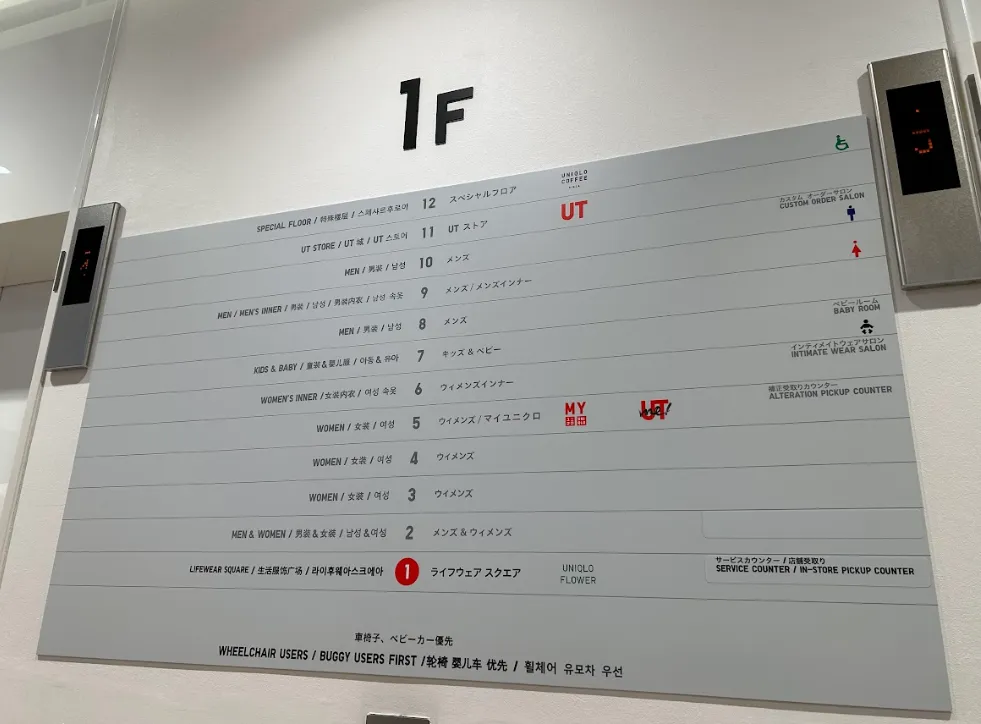 1F
SPECIAL FLOOR / 特殊楼层 / 스페셜플로어 12 スペシャルフロア UNIQLO COFFEE
UT STORE / UT 城 / UT 스토어 11 UT ストア UT
MEN / 男装 / 남성 10 メンズ カスタム オーダーサロン
CUSTOM ORDER SALON
MEN / MEN'S INNER / 男装 / 남성 / 男装内衣 / 남성 속옷 9 メンズ / メンズインナー
MEN / 男装 / 남성 8 メンズ
KIDS & BABY / 童装&婴儿服 / 아동 & 유아 7 キッズ & ベビー ベビールーム
BABY ROOM
WOMEN'S INNER / 女装内衣 / 여성 속옷 6 ウィメンズインナー インティメイトウェアサロン
INTIMATE WEAR SALON
WOMEN / 女装 / 여성 5 ウィメンズ / マイユニクロ MY UT me! 補正受取りカウンター
ALTERATION PICKUP COUNTER
WOMEN / 女装 / 여성 4 ウィメンズ
WOMEN / 女装 / 여성 3 ウィメンズ
MEN & WOMEN / 男装&女装 / 남성 &여성 2 メンズ & ウィメンズ
LIFEWEAR SQUARE / 生活服饰广场 / 라이후웨아스크에아 1 ライフウェア スクエア UNIQLO FLOWER サービスカウンター / 店舗受取り
SERVICE COUNTER / IN-STORE PICKUP COUNTER
車椅子、ベビーカー優先
WHEELCHAIR USERS / BUGGY USERS FIRST /轮椅 婴儿车 优先 / 휠체어 유모차 우선